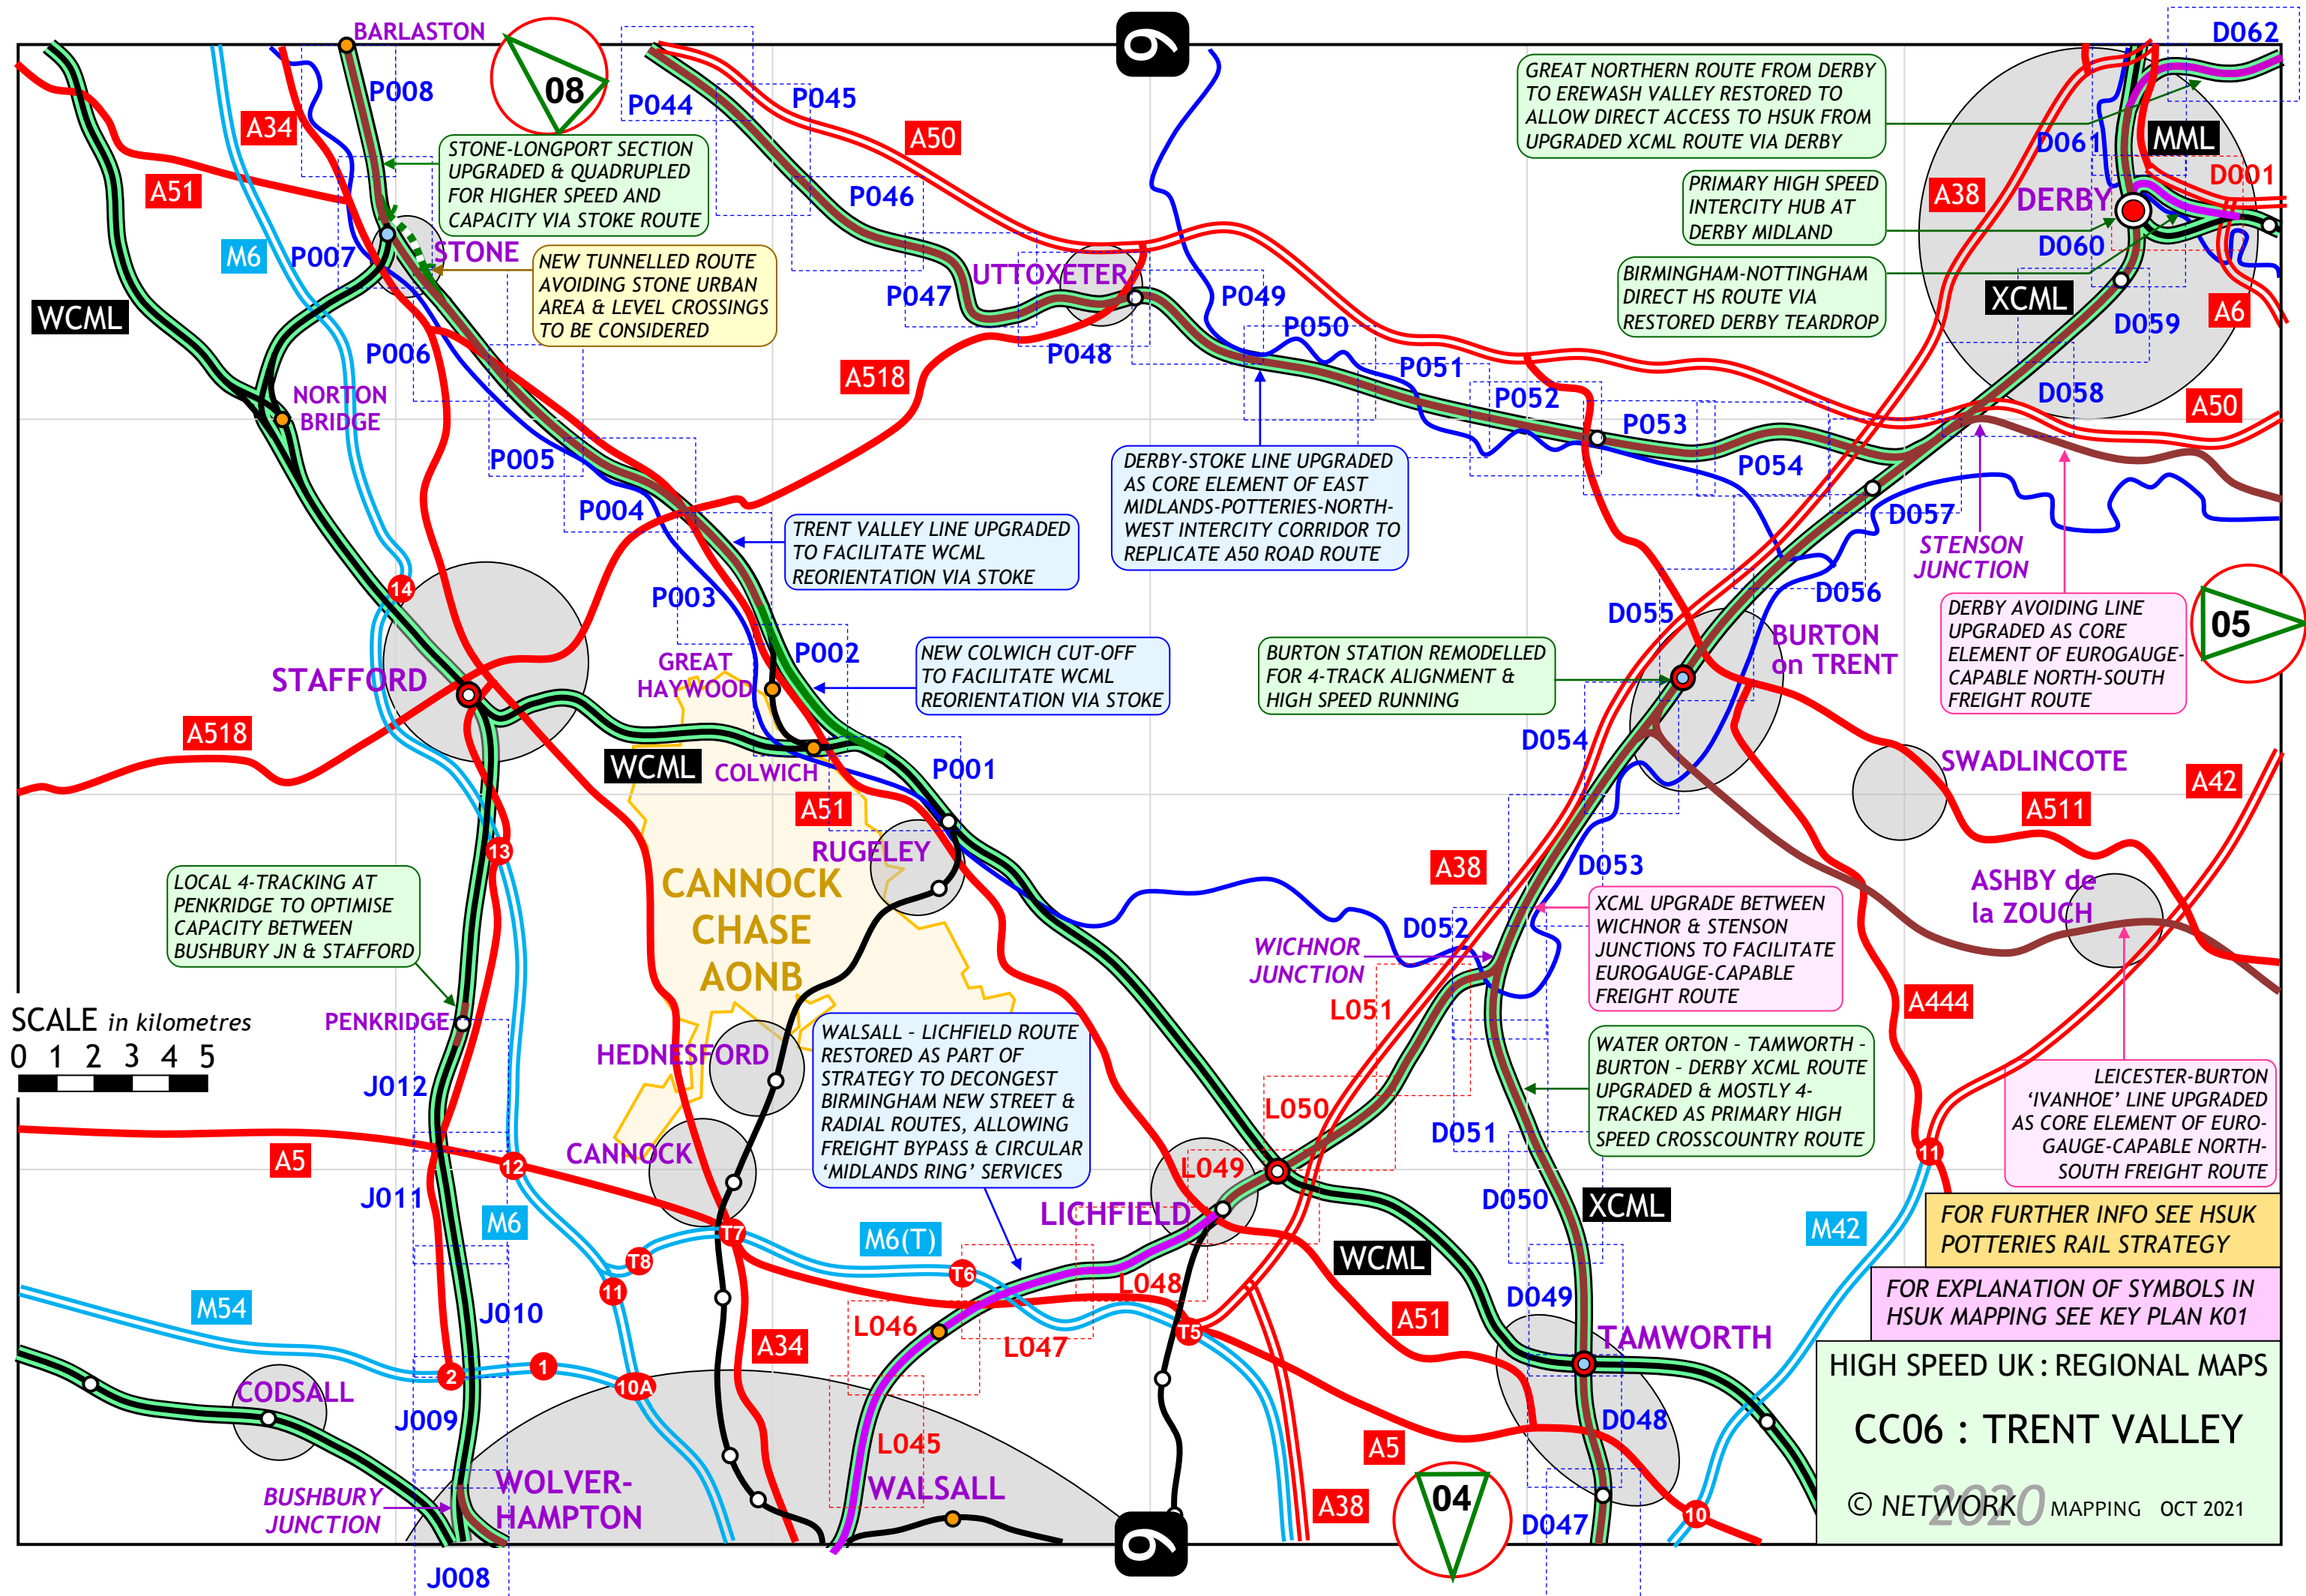 BARLASTON
6
D062
08
P008
P044
P045
A34
A50
GREAT NORTHERN ROUTE FROM DERBY
TO EREWASH VALLEY RESTORED TO
ALLOW DIRECT ACCESS TO HSUK FROM
UPGRADED XCML ROUTE VIA DERBY
D061
MML
STONE-LONGPORT SECTION
UPGRADED & QUADRUPLED
FOR HIGHER SPEED AND
CAPACITY VIA STOKE ROUTE
A51
P046
A38
D001
PRIMARY HIGH SPEED
INTERCITY HUB AT
DERBY MIDLAND
DERBY
D060
M6
P007
STONE
NEW TUNNELLED ROUTE
AVOIDING STONE URBAN
AREA & LEVEL CROSSINGS
TO BE CONSIDERED
UTTOXETER
P047
P049
BIRMINGHAM-NOTTINGHAM
DIRECT HS ROUTE VIA
RESTORED DERBY TEARDROP
XCML
A6
WCML
D059
P006
P048
P050
A518
P051
NORTON
BRIDGE
P052
D058
A50
P005
P053
P054
DERBY-STOKE LINE UPGRADED
AS CORE ELEMENT OF EAST
MIDLANDS-POTTERIES-NORTH-
WEST INTERCITY CORRIDOR TO
REPLICATE A50 ROAD ROUTE
P004
D057
STENSON
JUNCTION
TRENT VALLEY LINE UPGRADED
TO FACILITATE WCML
REORIENTATION VIA STOKE
14
P003
D056
D055
DERBY AVOIDING LINE
UPGRADED AS CORE
ELEMENT OF EUROGAUGE-
CAPABLE NORTH-SOUTH
FREIGHT ROUTE
05
BURTON
on TRENT
STAFFORD
GREAT
HAYWOOD
P002
NEW COLWICH CUT-OFF
TO FACILITATE WCML
REORIENTATION VIA STOKE
BURTON STATION REMODELLED
FOR 4-TRACK ALIGNMENT &
HIGH SPEED RUNNING
A518
WCML
COLWICH
P001
D054
SWADLINCOTE
A42
A511
A51
13
RUGELEY
A38
D053
LOCAL 4-TRACKING AT
PENKRIDGE TO OPTIMISE
CAPACITY BETWEEN
BUSHBURY JN & STAFFORD
CANNOCK
CHASE
AONB
ASHBY de
la ZOUCH
XCML UPGRADE BETWEEN
WICHNOR & STENSON
JUNCTIONS TO FACILITATE
EUROGAUGE-CAPABLE
FREIGHT ROUTE
D052
WICHNOR
JUNCTION
L051
A444
SCALE in kilometres
0 1 2 3 4 5
PENKRIDGE
HEDNESFORD
WALSALL - LICHFIELD ROUTE
RESTORED AS PART OF
STRATEGY TO DECONGEST
BIRMINGHAM NEW STREET &
RADIAL ROUTES, ALLOWING
FREIGHT BYPASS & CIRCULAR
‘MIDLANDS RING’ SERVICES
WATER ORTON - TAMWORTH -
BURTON - DERBY XCML ROUTE
UPGRADED & MOSTLY 4-
TRACKED AS PRIMARY HIGH
SPEED CROSSCOUNTRY ROUTE
J012
L050
D051
LEICESTER-BURTON
‘IVANHOE’ LINE UPGRADED
AS CORE ELEMENT OF EURO-
GAUGE-CAPABLE NORTH-
SOUTH FREIGHT ROUTE
A5
12
CANNOCK
L049
11
J011
M6
D050
XCML
LICHFIELD
FOR FURTHER INFO SEE HSUK
POTTERIES RAIL STRATEGY
T7
M6(T)
WCML
M42
T8
T6
11
L048
M54
J010
D049
FOR EXPLANATION OF SYMBOLS IN
HSUK MAPPING SEE KEY PLAN K01
A34
L046
L047
T5
A51
TAMWORTH
HIGH SPEED UK : REGIONAL MAPS
2
1
10A
CODSALL
J009
D048
CC06 : TRENT VALLEY
L045
A5
WOLVER-
HAMPTON
WALSALL
BUSHBURY
JUNCTION
A38
04
10
D047
© NETWORK 2020 MAPPING OCT 2021
6
J008